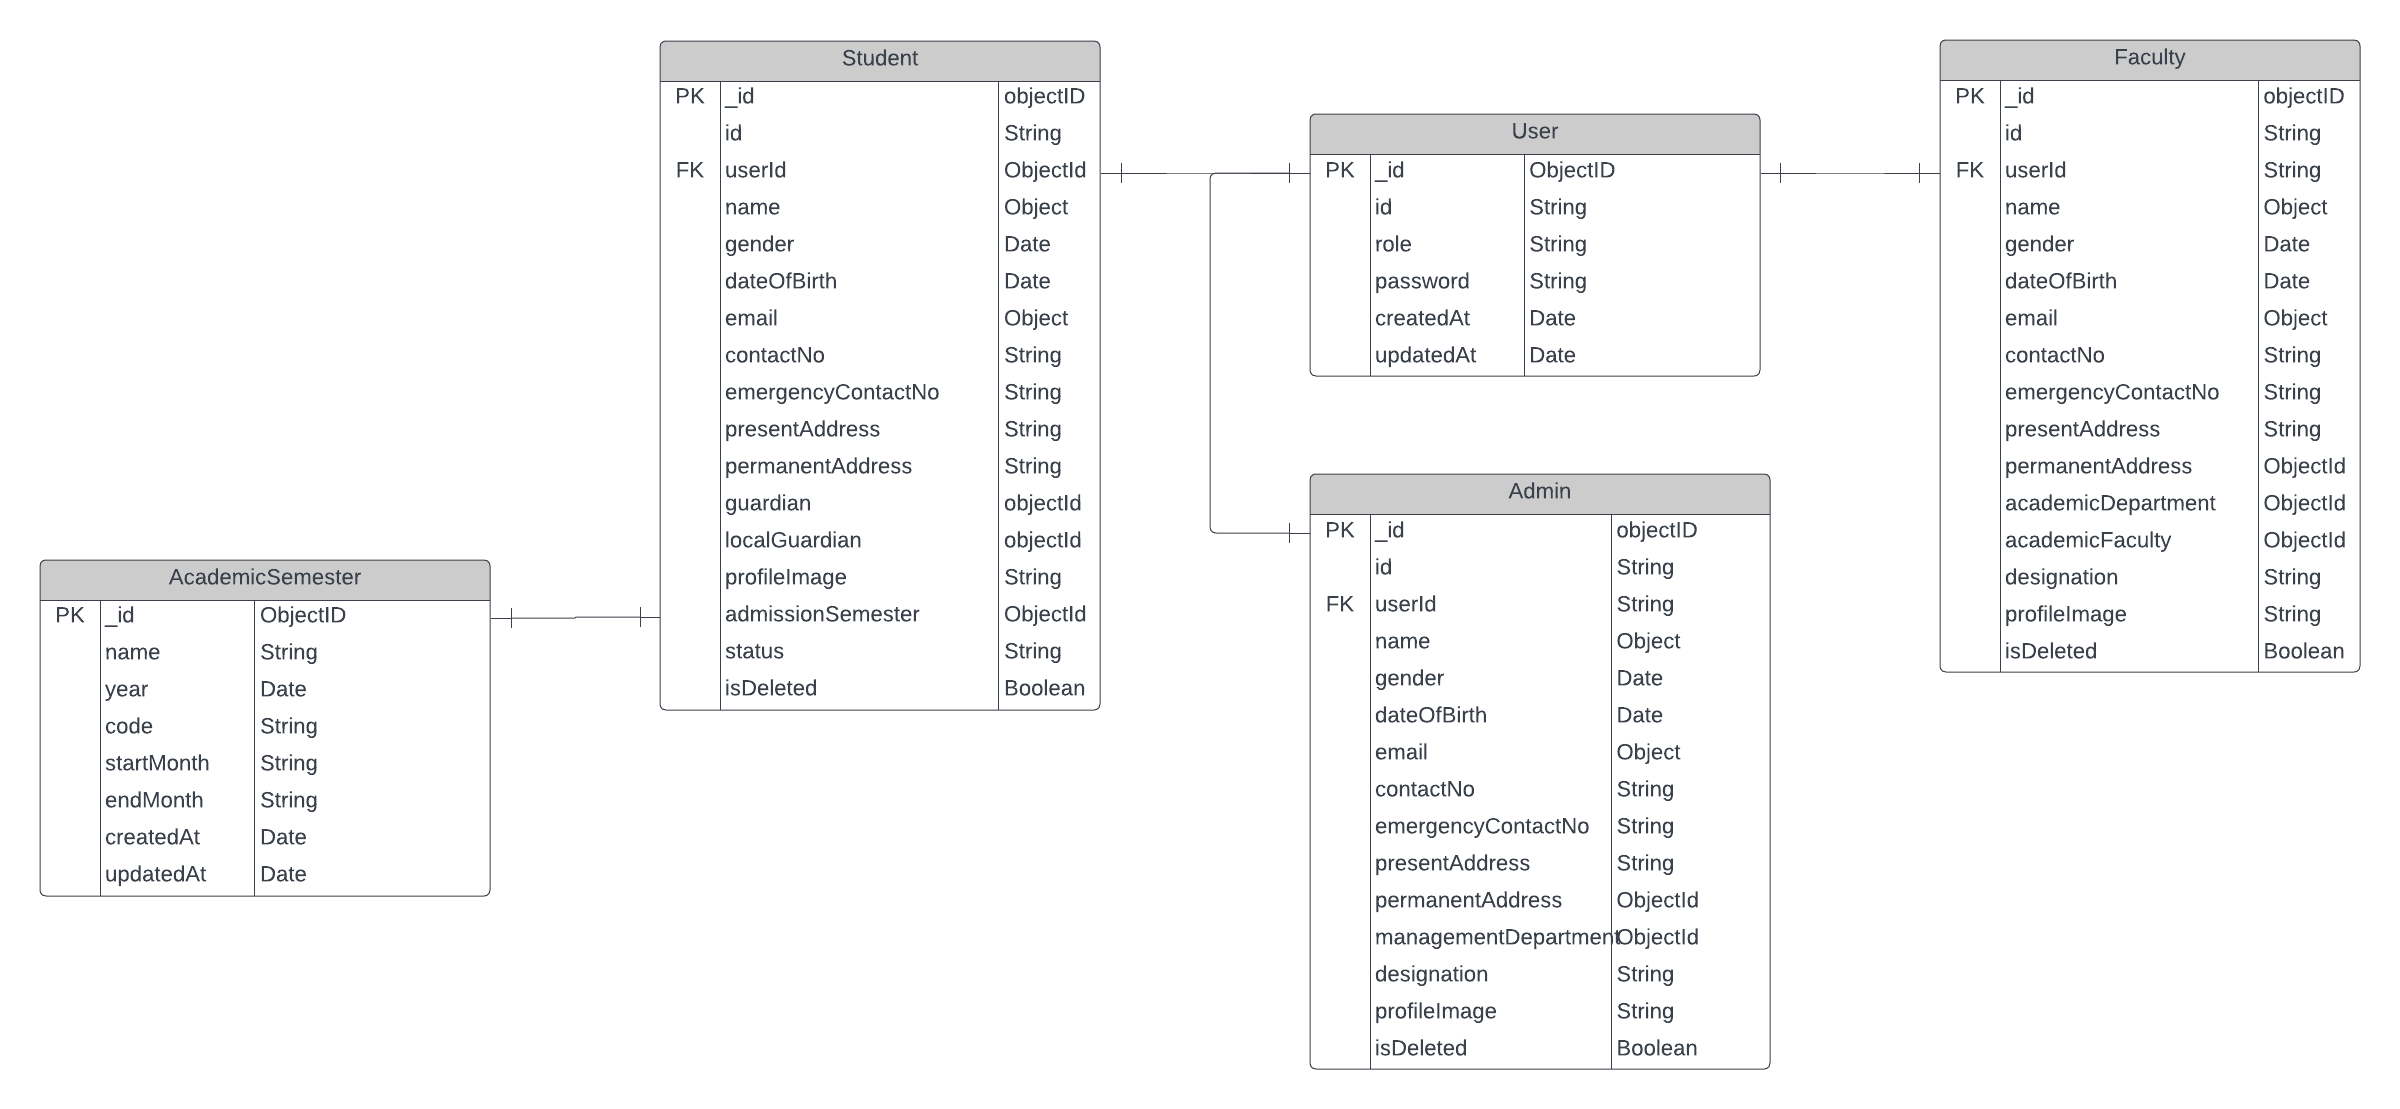 Student
PK _id objectID
id String
FK userId ObjectId
name Object
gender Date
dateOfBirth Date
email Object
contactNo String
emergencyContactNo String
presentAddress String
permanentAddress String
guardian objectId
localGuardian objectId
profileImage String
admissionSemester ObjectId
status String
isDeleted Boolean
User
PK _id ObjectID
id String
role String
password String
createdAt Date
updatedAt Date
Faculty
PK _id objectID
id String
FK userId String
name Object
gender Date
dateOfBirth Date
email Object
contactNo String
emergencyContactNo String
presentAddress String
permanentAddress ObjectId
academicDepartment ObjectId
academicFaculty ObjectId
designation String
profileImage String
isDeleted Boolean
Admin
PK _id objectID
id String
FK userId String
name Object
gender Date
dateOfBirth Date
email Object
contactNo String
emergencyContactNo String
presentAddress String
permanentAddress ObjectId
managementDepartment ObjectId
designation String
profileImage String
isDeleted Boolean
AcademicSemester
PK _id ObjectID
name String
year Date
code String
startMonth String
endMonth String
createdAt Date
updatedAt Date